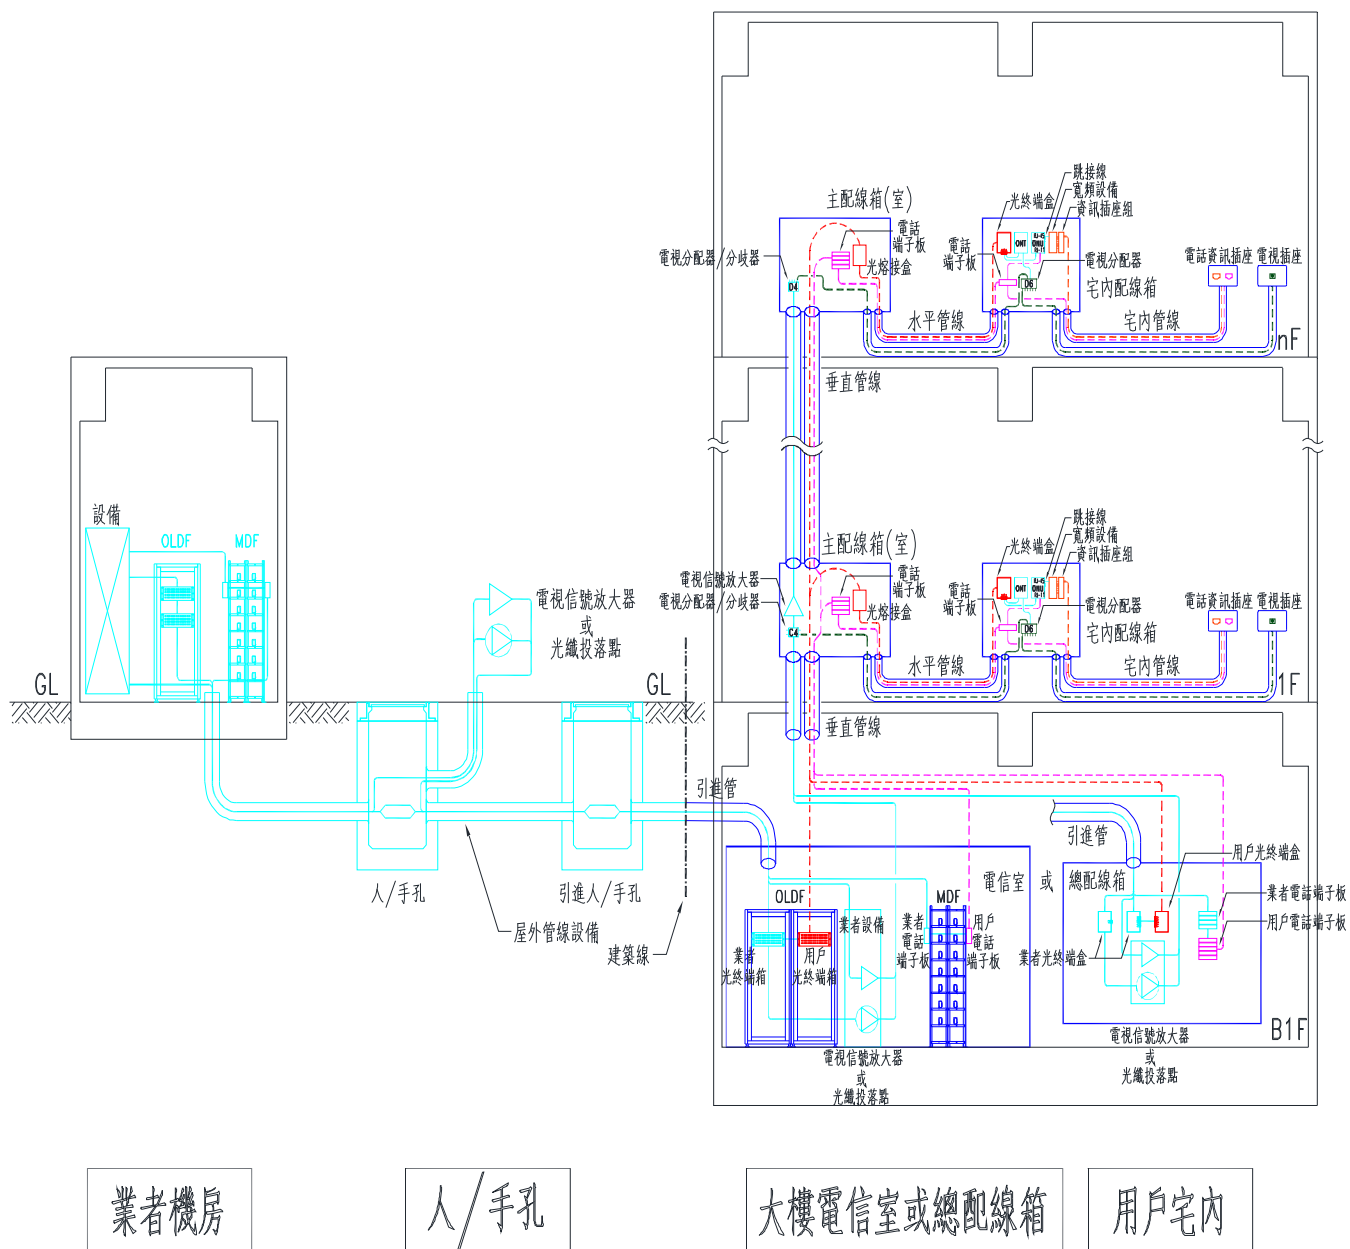 主配線箱(室)
電話
端子板
光熔接盒
電視分配器/分歧器
D4
光終端盒
跳接線
寬頻設備
資訊插座組
ONT
ONU
電話
端子板
D6
電視分配器
宅內配線箱
電話資訊插座
電視插座
水平管線
宅內管線
nF
垂直管線
主配線箱(室)
電話
端子板
光熔接盒
電視信號放大器
電視分配器/分歧器
C4
光終端盒
跳接線
寬頻設備
資訊插座組
ONT
ONU
電話
端子板
D6
電視分配器
宅內配線箱
電話資訊插座
電視插座
水平管線
宅內管線
1F
垂直管線
設備
OLDF
MDF
GL
電視信號放大器
或
光纖投落點
GL
引進管
人/手孔
引進人/手孔
屋外管線設備
建築線
電信室
或
總配線箱
引進管
OLDF
MDF
業者
光終端箱
用戶
光終端箱
業者設備
業者
電話
端子板
用戶
電話
端子板
電視信號放大器
或
光纖投落點
用戶光終端盒
業者電話端子板
用戶電話端子板
業者光終端盒
B1F
電視信號放大器
或
光纖投落點
業者機房
人/手孔
大樓電信室或總配線箱
用戶宅內